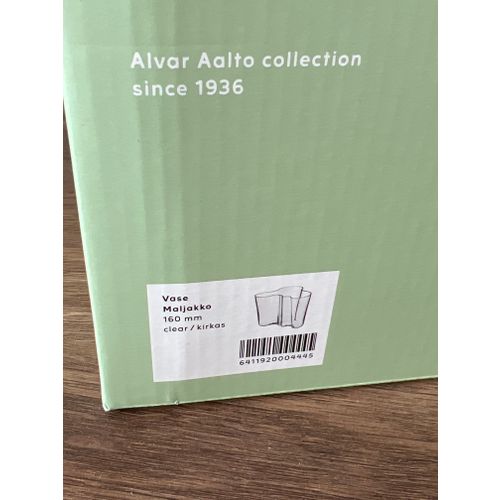 Alvar Aalto collection
since 1936
Vase
Maljakko
160 mm
clear / kirkas
6411920004445